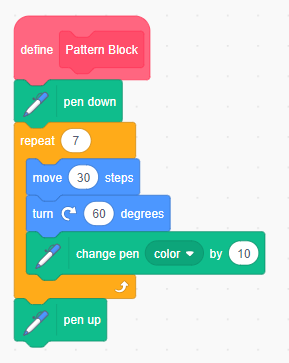 define Pattern Block
pen down
repeat 7
move 30 steps
turn 60 degrees
change pen color by 10
pen up